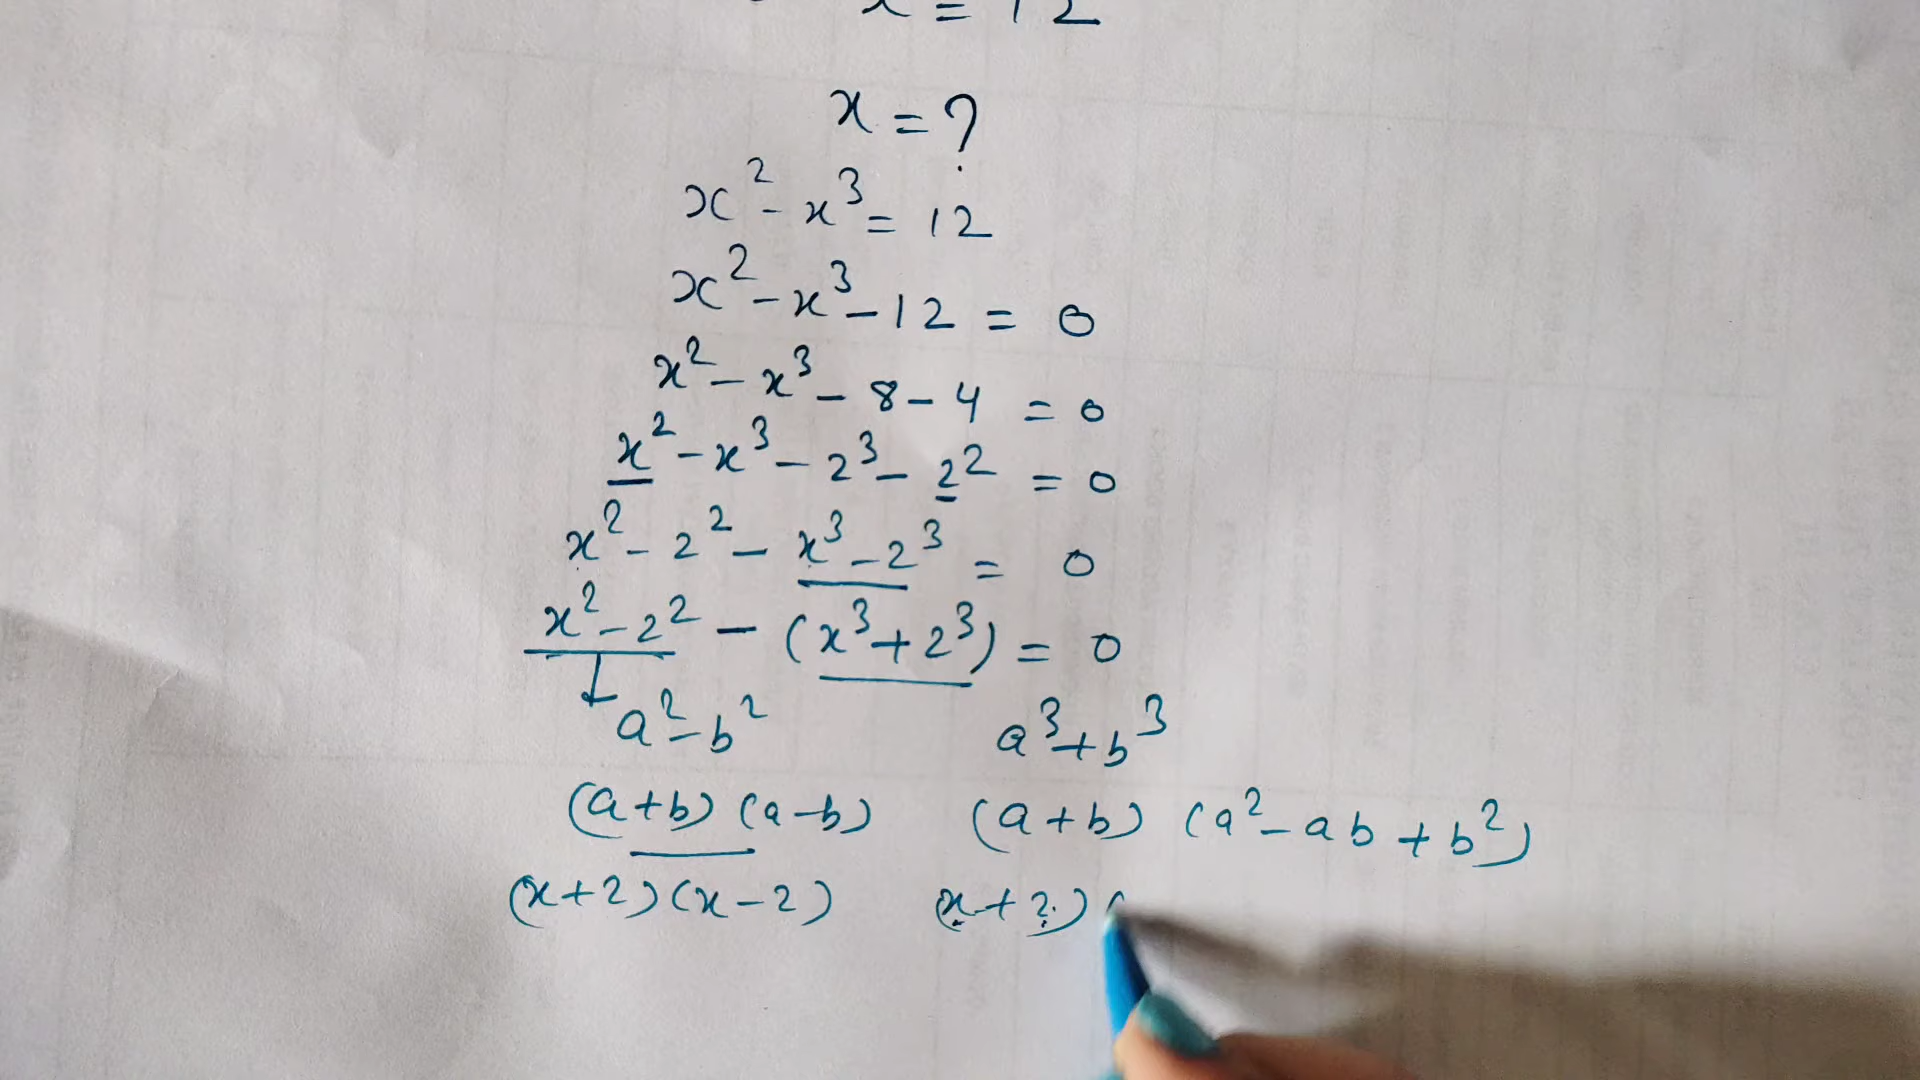 x = 12
x = ?
x² - x³ = 12
x² - x³ - 12 = 0
x² - x³ - 8 - 4 = 0
x² - x³ - 2³ - 2² = 0
x² - 2² - x³ - 2³ = 0
x² - 2² - (x³ + 2³) = 0
a² - b² a³ + b³
(a + b) (a - b) (a + b) (a² - ab + b²)
(x + 2) (x - 2) (x + 2) (